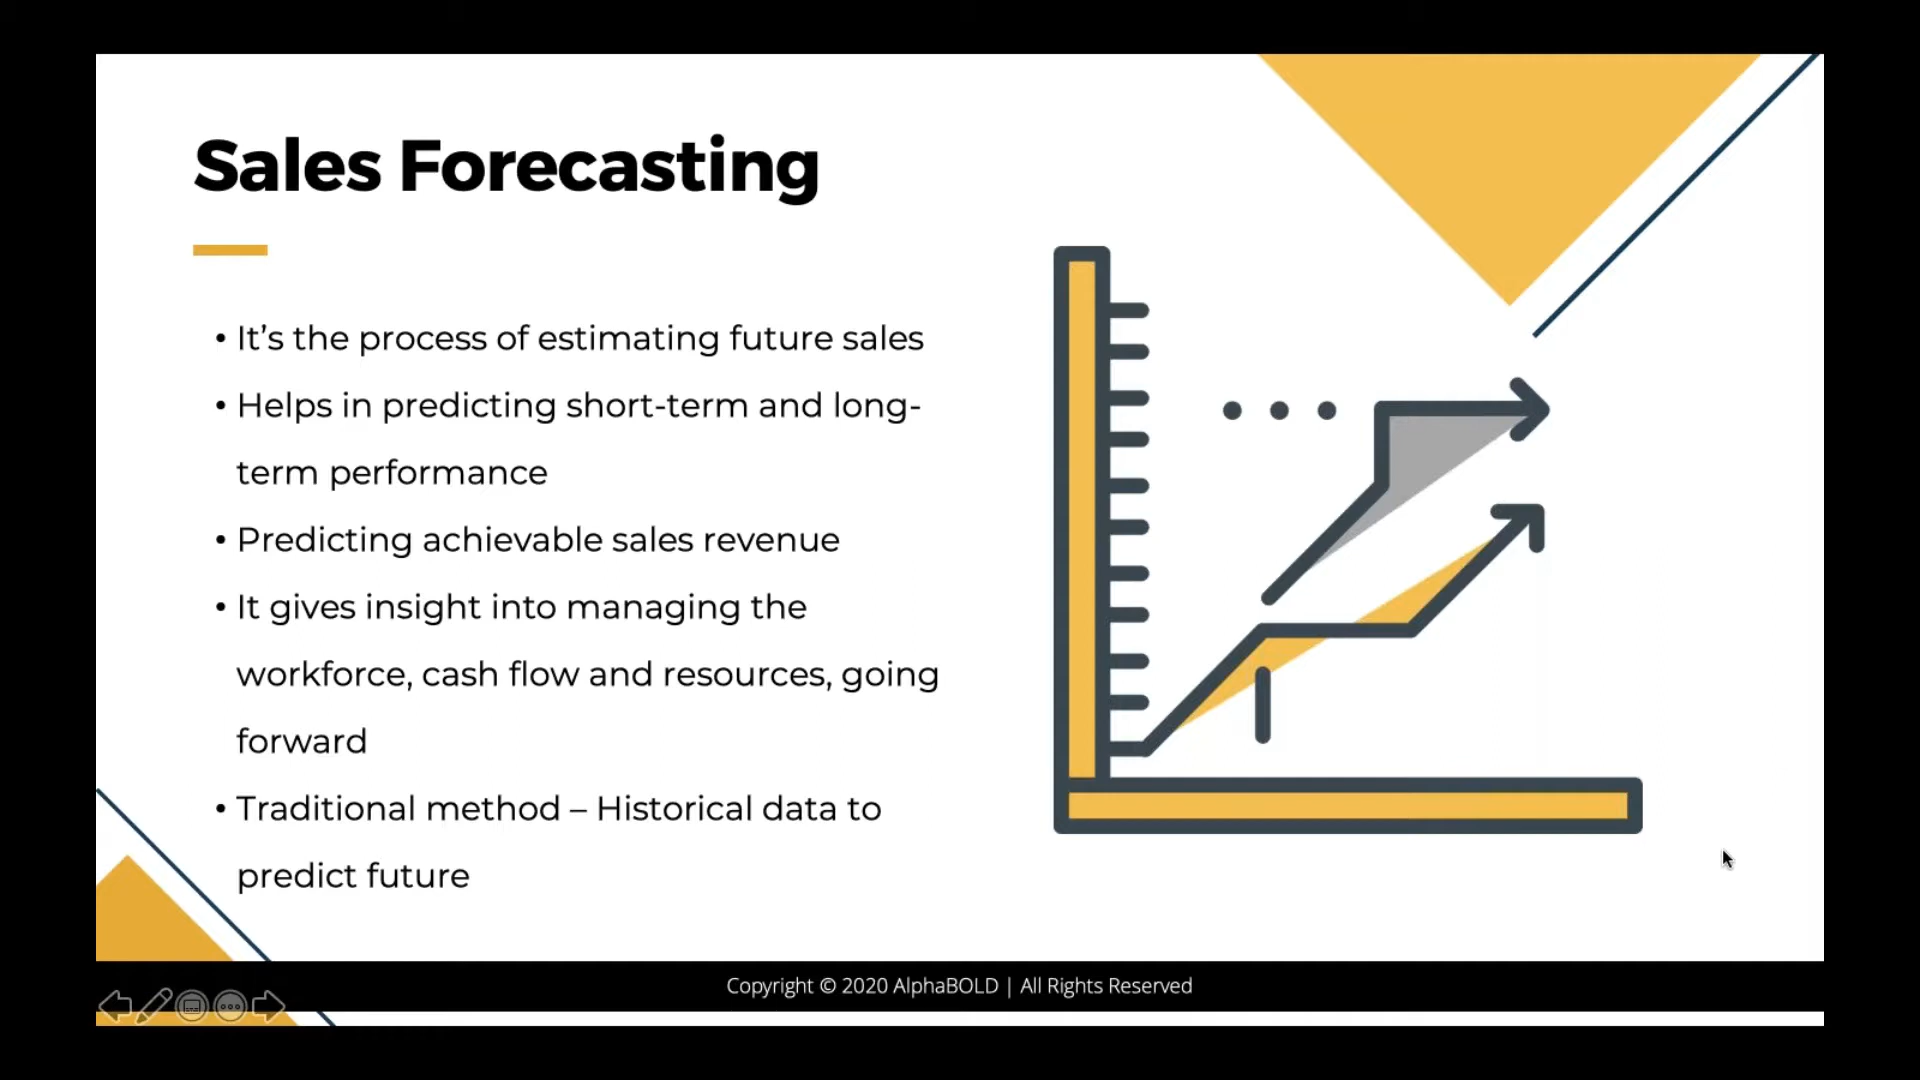 Sales Forecasting
• It’s the process of estimating future sales
• Helps in predicting short-term and long-
term performance
• Predicting achievable sales revenue
• It gives insight into managing the
workforce, cash flow and resources, going
forward
• Traditional method – Historical data to
predict future
Copyright © 2020 AlphaBOLD | All Rights Reserved